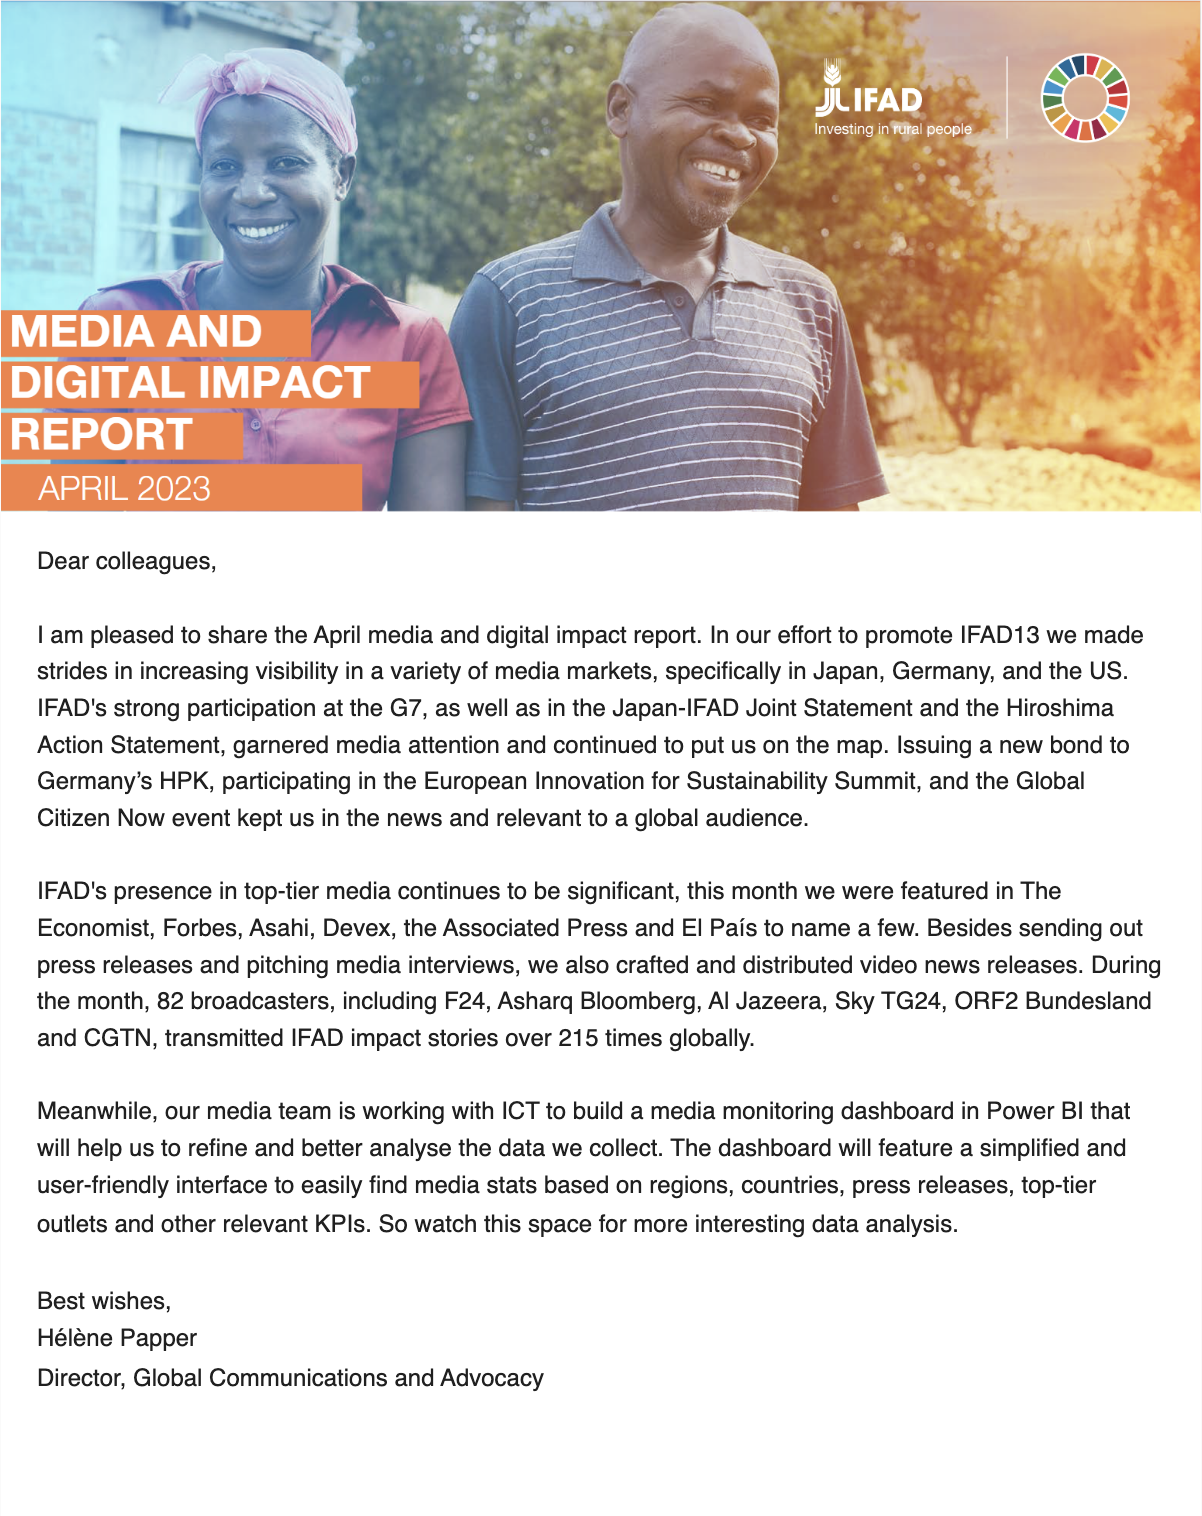 IFAD
Investing in rural people
MEDIA AND
DIGITAL IMPACT
REPORT
APRIL 2023
Dear colleagues,
I am pleased to share the April media and digital impact report. In our effort to promote IFAD13 we made
strides in increasing visibility in a variety of media markets, specifically in Japan, Germany, and the US.
IFAD's strong participation at the G7, as well as in the Japan-IFAD Joint Statement and the Hiroshima
Action Statement, garnered media attention and continued to put us on the map. Issuing a new bond to
Germany’s HPK, participating in the European Innovation for Sustainability Summit, and the Global
Citizen Now event kept us in the news and relevant to a global audience.
IFAD's presence in top-tier media continues to be significant, this month we were featured in The
Economist, Forbes, Asahi, Devex, the Associated Press and El País to name a few. Besides sending out
press releases and pitching media interviews, we also crafted and distributed video news releases. During
the month, 82 broadcasters, including F24, Asharq Bloomberg, Al Jazeera, Sky TG24, ORF2 Bundesland
and CGTN, transmitted IFAD impact stories over 215 times globally.
Meanwhile, our media team is working with ICT to build a media monitoring dashboard in Power BI that
will help us to refine and better analyse the data we collect. The dashboard will feature a simplified and
user-friendly interface to easily find media stats based on regions, countries, press releases, top-tier
outlets and other relevant KPIs. So watch this space for more interesting data analysis.
Best wishes,
Hélène Papper
Director, Global Communications and Advocacy